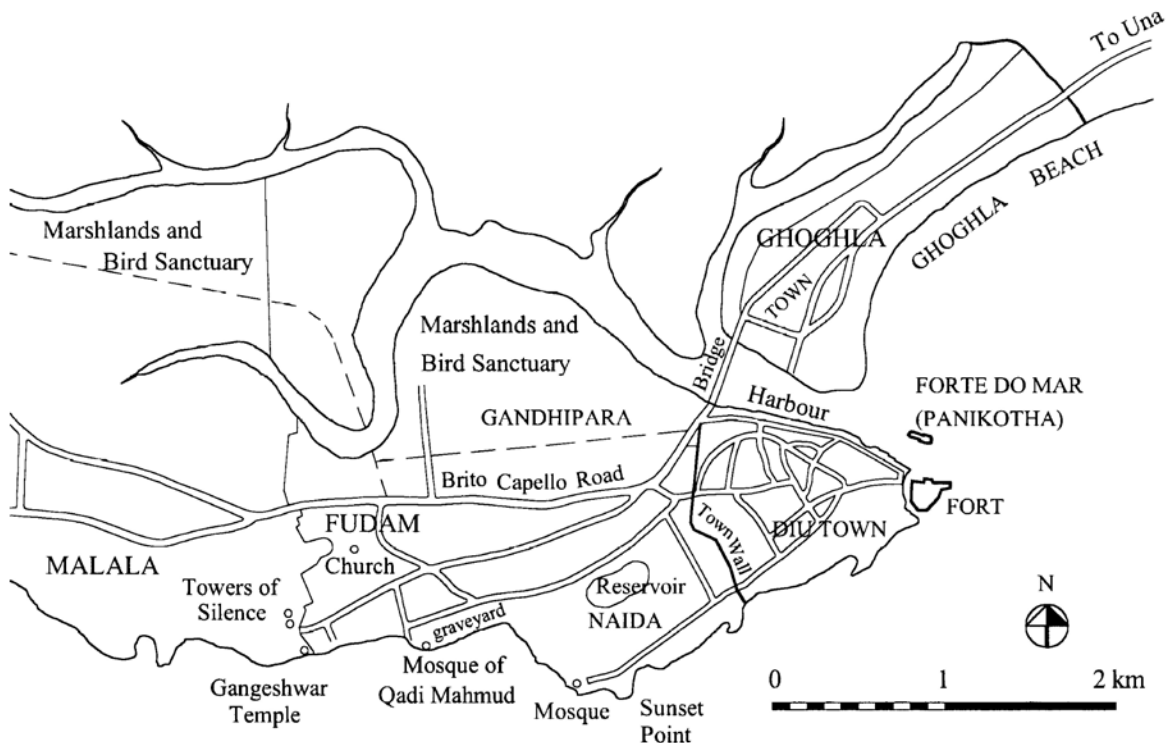 To Una
GHOGHLA BEACH
Marshlands and
Bird Sanctuary
GHOGHLA
TOWN
Marshlands and
Bird Sanctuary
Bridge
Harbour
FORTE DO MAR
(PANIKOTHA)
GANDHIPARA
Brito Capello Road
FORT
FUDAM
Town Wall
DIU TOWN
MALALA
Church
Towers of
Silence
Reservoir
NAIDA
graveyard
N
Gangeshwar
Temple
Mosque of
Qadi Mahmud
Mosque
Sunset
Point
0 1 2 km